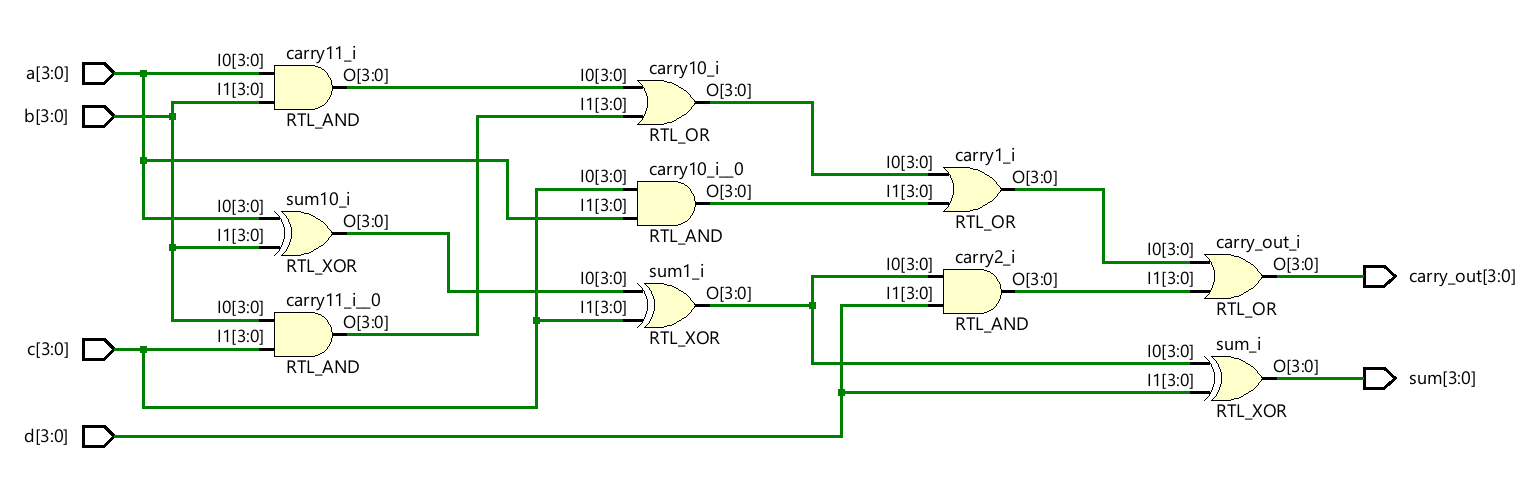 a[3:0]
b[3:0]
c[3:0]
d[3:0]
carry11_i
I0[3:0]
I1[3:0]
O[3:0]
RTL_AND
sum10_i
I0[3:0]
I1[3:0]
O[3:0]
RTL_XOR
carry11_i__0
I0[3:0]
I1[3:0]
O[3:0]
RTL_AND
carry10_i
I0[3:0]
I1[3:0]
O[3:0]
RTL_OR
carry10_i__0
I0[3:0]
I1[3:0]
O[3:0]
RTL_AND
sum1_i
I0[3:0]
I1[3:0]
O[3:0]
RTL_XOR
carry1_i
I0[3:0]
I1[3:0]
O[3:0]
RTL_OR
carry2_i
I0[3:0]
I1[3:0]
O[3:0]
RTL_AND
carry_out_i
I0[3:0]
I1[3:0]
O[3:0]
RTL_OR
sum_i
I0[3:0]
I1[3:0]
O[3:0]
RTL_XOR
carry_out[3:0]
sum[3:0]